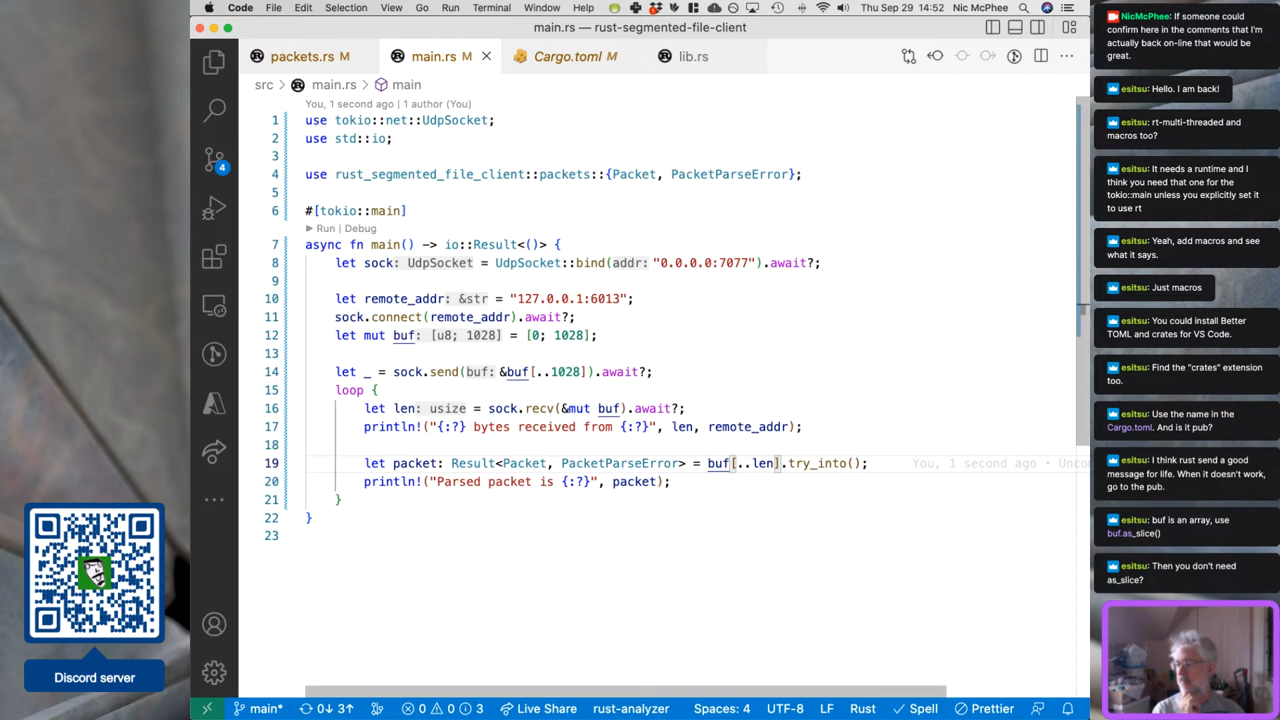 Code File Edit Selection View Go Run Terminal Window Help Thu Sep 29 14:52 Nic McPhee
main.rs — rust-segmented-file-client
packets.rs M main.rs M Cargo.toml M lib.rs
src main.rs main
You, 1 second ago | 1 author (You)
1 use tokio::net::UdpSocket;
2 use std::io;
3
4 use rust_segmented_file_client::packets::{Packet, PacketParseError};
5
6 #[tokio::main]
Run | Debug
7 async fn main() -> io::Result<()> {
8 let sock: UdpSocket = UdpSocket::bind(addr: "0.0.0.0:7077").await?;
9
10 let remote_addr: &str = "127.0.0.1:6013";
11 sock.connect(remote_addr).await?;
12 let mut buf: [u8; 1028] = [0; 1028];
13
14 let _ = sock.send(buf: &buf[..1028]).await?;
15 loop {
16 let len: usize = sock.recv(&mut buf).await?;
17 println!("{:?} bytes received from {:?}", len, remote_addr);
18
19 let packet: Result<Packet, PacketParseError> = buf[..len].try_into(); You, 1 second ago • Uncom
20 println!("Parsed packet is {:?}", packet);
21 }
22 }
23
4
main* 0↓ 3↑ 0 0 3 Live Share rust-analyzer Spaces: 4 UTF-8 LF Rust Spell Prettier
Discord server
NicMcPhee: If someone could
confirm here in the comments that I'm
actually back on-line that would be
great.
esitsu: Hello. I am back!
esitsu: rt-multi-threaded and
macros too?
esitsu: It needs a runtime and I
think you need that one for the
tokio::main unless you explicitly set it
to use rt
esitsu: Yeah, add macros and see
what it says.
esitsu: Just macros
esitsu: You could install Better
TOML and crates for VS Code.
esitsu: Find the "crates" extension
too.
esitsu: Use the name in the
Cargo.toml. And is it pub?
esitsu: I think rust send a good
message for life. When it doesn't work,
go to the pub.
esitsu: buf is an array, use
buf.as_slice()
esitsu: Then you don't need
as_slice?